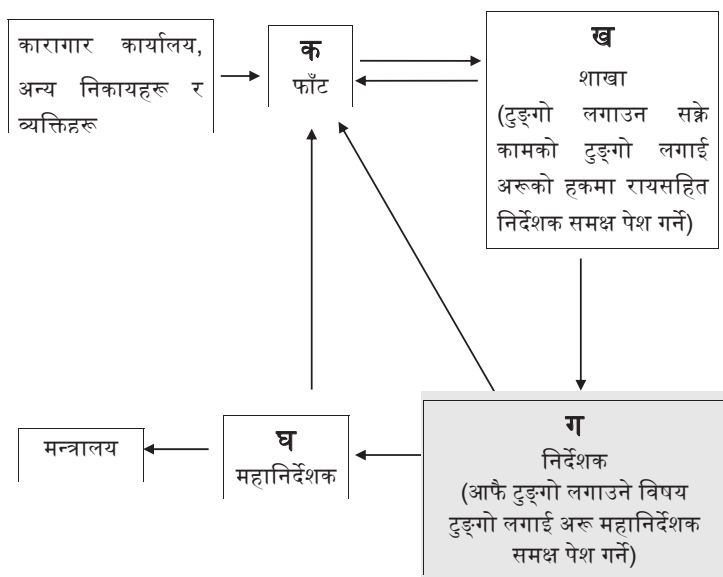 कारागार कार्यालय,
अन्य निकायहरू र
व्यक्तिहरू
क
फाँट
ख
शाखा
(टुङ्गो लगाउन सक्ने
कामको टुङ्गो लगाई
अरूको हकमा रायसहित
निर्देशक समक्ष पेश गर्ने)
मन्त्रालय
घ
महानिर्देशक
ग
निर्देशक
(आफै टुङ्गो लगाउने विषय
टुङ्गो लगाई अरू महानिर्देशक
समक्ष पेश गर्ने)